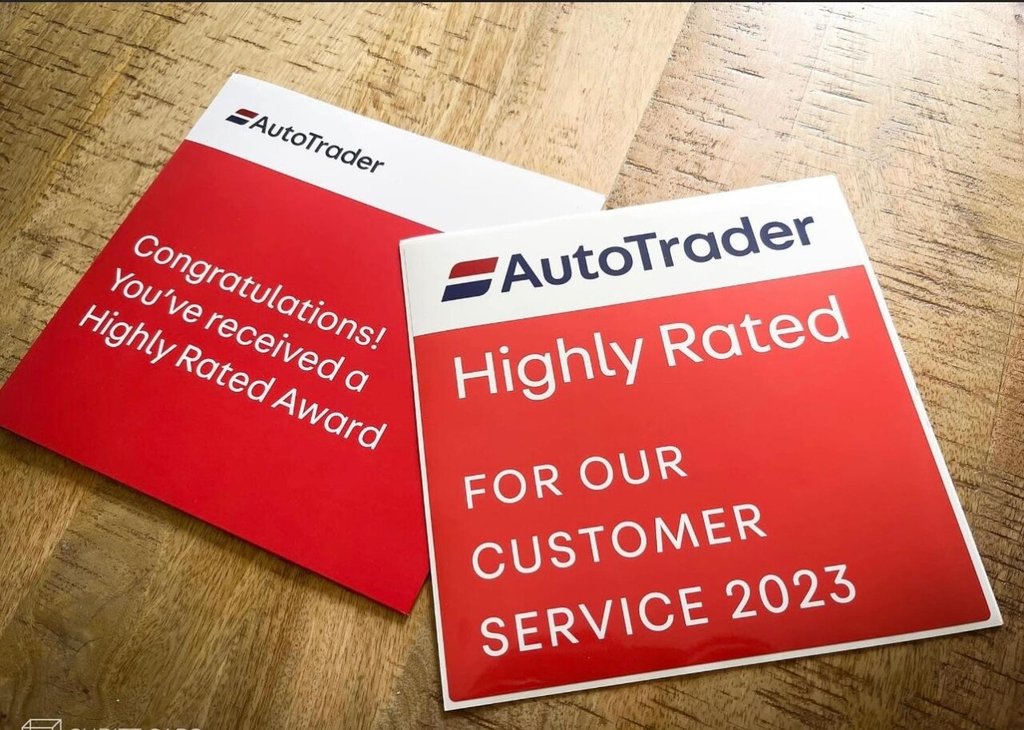 AutoTrader
Congratulations!
You've received a
Highly Rated Award
AutoTrader
Highly Rated
FOR OUR
CUSTOMER
SERVICE 2023